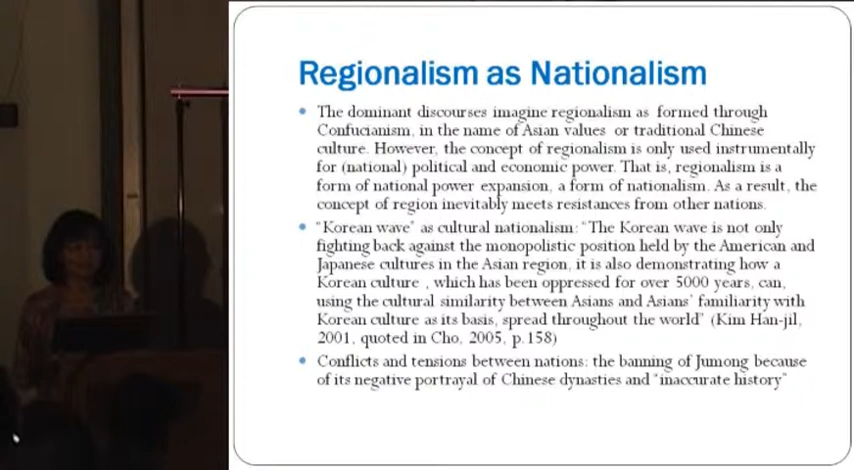 Regionalism as Nationalism
• The dominant discourses imagine regionalism as formed through
Confucianism, in the name of Asian values or traditional Chinese
culture. However, the concept of regionalism is only used instrumentally
for (national) political and economic power. That is, regionalism is a
form of national power expansion, a form of nationalism. As a result, the
concept of region inevitably meets resistances from other nations.
• "Korean wave" as cultural nationalism: "The Korean wave is not only
fighting back against the monopolistic position held by the American and
Japanese cultures in the Asian region, it is also demonstrating how a
Korean culture , which has been oppressed for over 5000 years, can,
using the cultural similarity between Asians and Asians' familiarity with
Korean culture as its basis, spread throughout the world" (Kim Han-jil,
2001, quoted in Cho, 2005, p.158)
• Conflicts and tensions between nations: the banning of Jumong because
of its negative portrayal of Chinese dynasties and "inaccurate history"